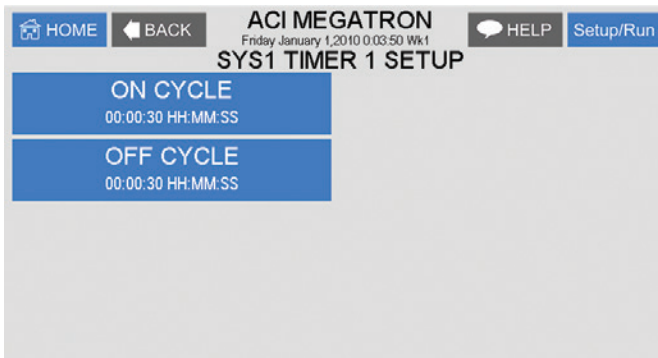 HOME
BACK
ACI MEGATRON
Friday January 1,2010 0:03:50 Wk1
HELP
Setup/Run
SYS1 TIMER 1 SETUP
ON CYCLE
00:00:30 HH:MM:SS
OFF CYCLE
00:00:30 HH:MM:SS